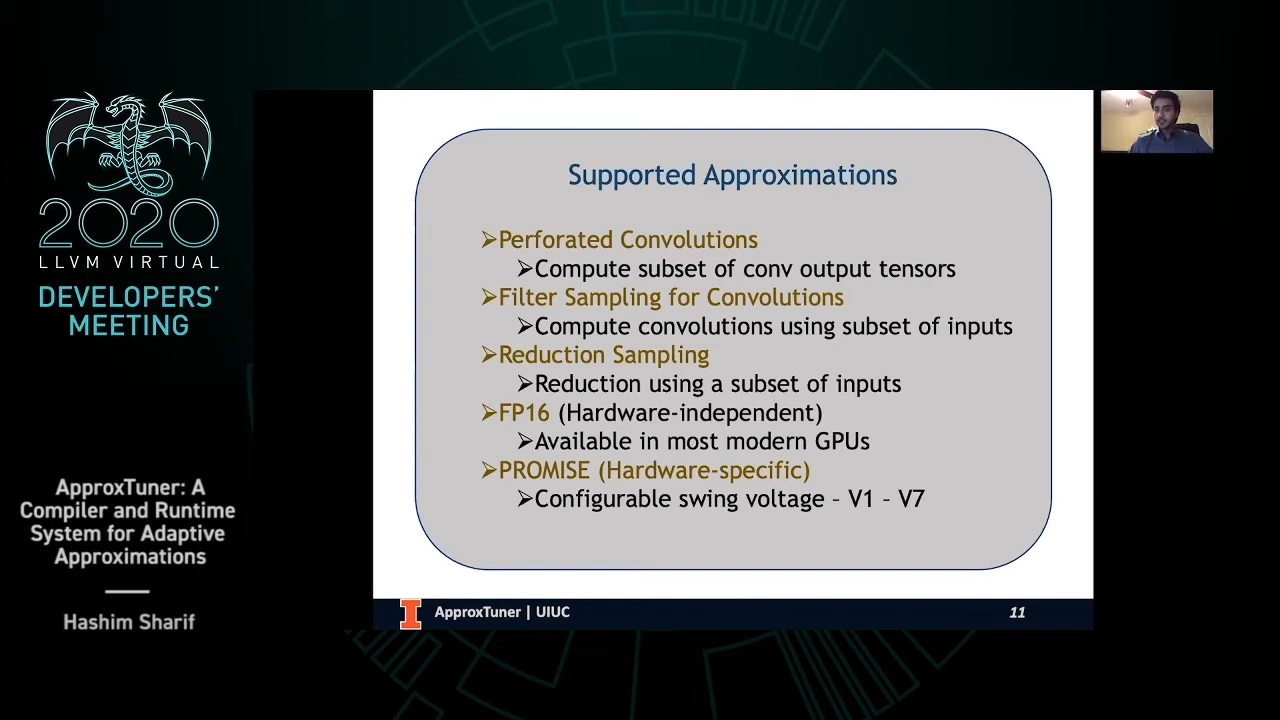 2020
LLVM VIRTUAL
DEVELOPERS'
MEETING
ApproxTuner: A
Compiler and Runtime
System for Adaptive
Approximations
Hashim Sharif
Supported Approximations
➢Perforated Convolutions
➢Compute subset of conv output tensors
➢Filter Sampling for Convolutions
➢Compute convolutions using subset of inputs
➢Reduction Sampling
➢Reduction using a subset of inputs
➢FP16 (Hardware-independent)
➢Available in most modern GPUs
➢PROMISE (Hardware-specific)
➢Configurable swing voltage – V1 – V7
ApproxTuner | UIUC
11